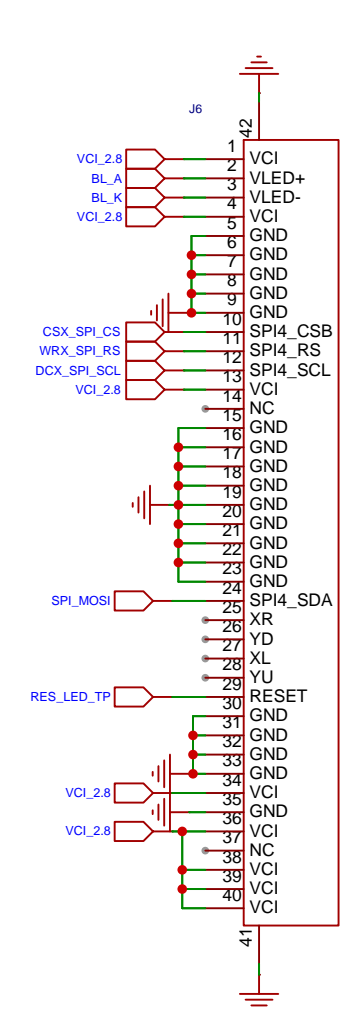 J6
42
1
VCI_2.8 VCI
2
BL_A VLED+
3
BL_K VLED-
4
VCI_2.8 VCI
5
GND
6
GND
7
GND
8
GND
9
GND
10
CSX_SPI_CS SPI4_CSB
11
WRX_SPI_RS SPI4_RS
12
DCX_SPI_SCL SPI4_SCL
13
VCI_2.8 VCI
14
NC
15
GND
16
GND
17
GND
18
GND
19
GND
20
GND
21
GND
22
GND
23
GND
24
SPI_MOSI SPI4_SDA
25
XR
26
YD
27
XL
28
YU
29
RES_LED_TP RESET
30
GND
31
GND
32
GND
33
GND
34
VCI_2.8 VCI
35
GND
36
VCI_2.8 VCI
37
NC
38
VCI
39
VCI
40
VCI
41